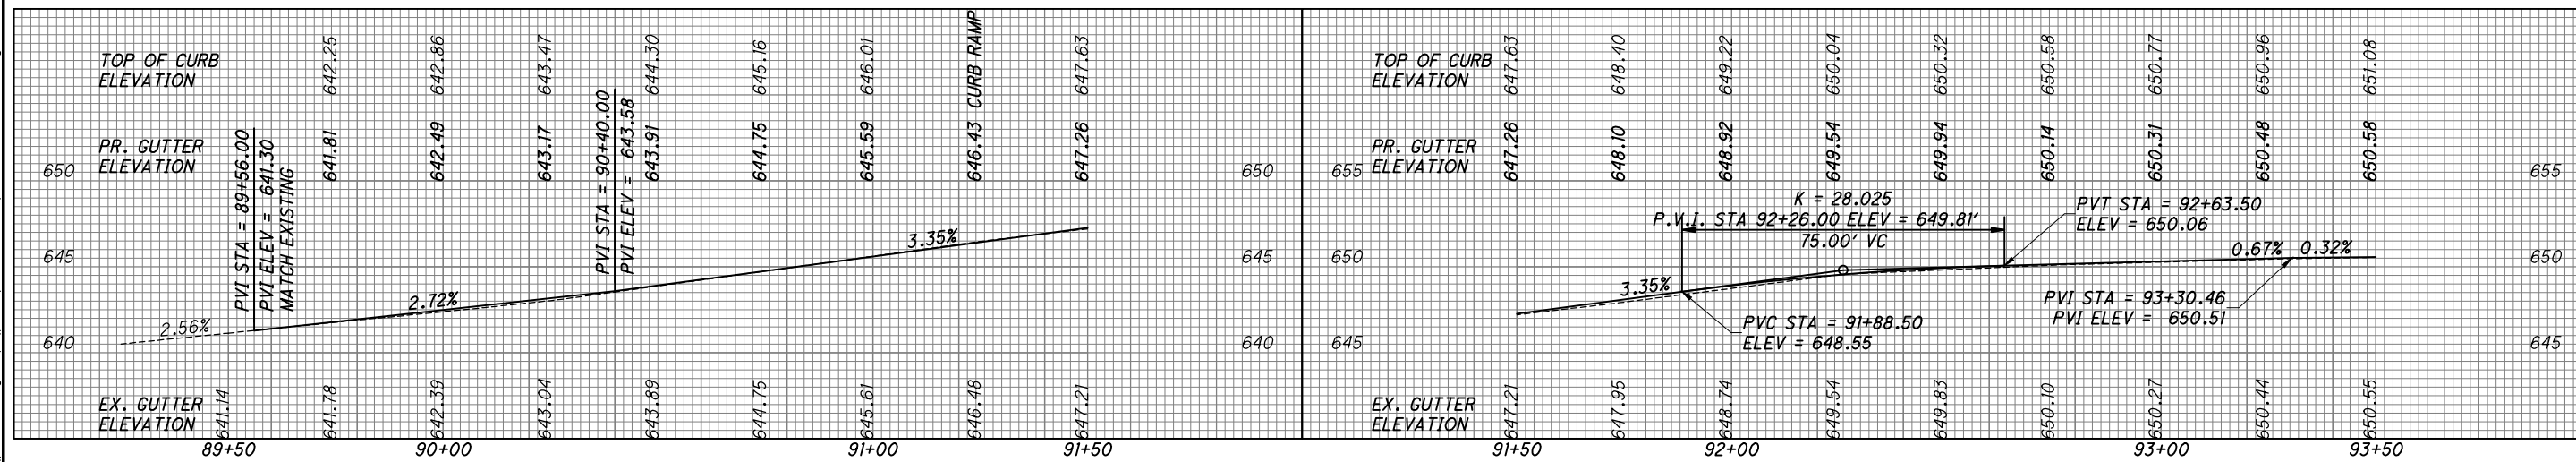 TOP OF CURB
ELEVATION
642.25 642.86 643.47 644.30 645.16 646.01 CURB RAMP 647.63
PR. GUTTER
ELEVATION
641.81 642.49 643.17 643.91 644.75 645.59 646.43 647.26
PVI STA = 89+56.00
PVI ELEV = 641.30
MATCH EXISTING
PVI STA = 90+40.00
PVI ELEV = 643.58
650 650
645 645
640 640
2.56%
2.72%
3.35%
EX. GUTTER
ELEVATION
641.14 641.78 642.39 643.04 643.89 644.75 645.61 646.48 647.21
89+50 90+00 91+00 91+50
TOP OF CURB
ELEVATION
647.63 648.40 649.22 650.04 650.32 650.58 650.77 650.96 651.08
PR. GUTTER
ELEVATION
647.26 648.10 648.92 649.54 649.94 650.14 650.31 650.48 650.58
655 655
650 650
645 645
K = 28.025
P.V.I. STA 92+26.00 ELEV = 649.81'
75.00' VC
PVT STA = 92+63.50
ELEV = 650.06
3.35%
0.67% 0.32%
PVC STA = 91+88.50
ELEV = 648.55
PVI STA = 93+30.46
PVI ELEV = 650.51
EX. GUTTER
ELEVATION
647.21 647.95 648.74 649.54 649.83 650.10 650.27 650.44 650.55
91+50 92+00 93+00 93+50